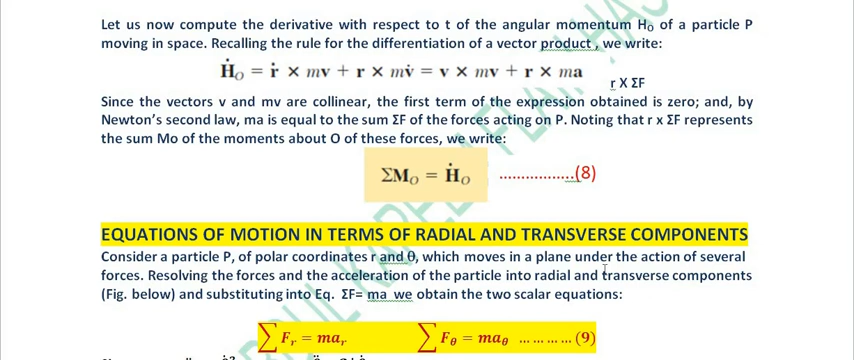 Let us now compute the derivative with respect to t of the angular momentum Hₒ of a particle P
moving in space. Recalling the rule for the differentiation of a vector product , we write:
Ḣ_O = ṙ × mv + r × mv̇ = v × mv + r × ma
r X ΣF
Since the vectors v and mv are collinear, the first term of the expression obtained is zero; and, by
Newton's second law, ma is equal to the sum ΣF of the forces acting on P. Noting that r x ΣF represents
the sum Mo of the moments about O of these forces, we write:
ΣM_O = Ḣ_O ..................(8)
EQUATIONS OF MOTION IN TERMS OF RADIAL AND TRANSVERSE COMPONENTS
Consider a particle P, of polar coordinates r and θ, which moves in a plane under the action of several
forces. Resolving the forces and the acceleration of the particle into radial and transverse components
(Fig. below) and substituting into Eq. ΣF= ma we obtain the two scalar equations:
∑ F_r = ma_r ∑ F_θ = ma_θ ... ... ... ... (9)